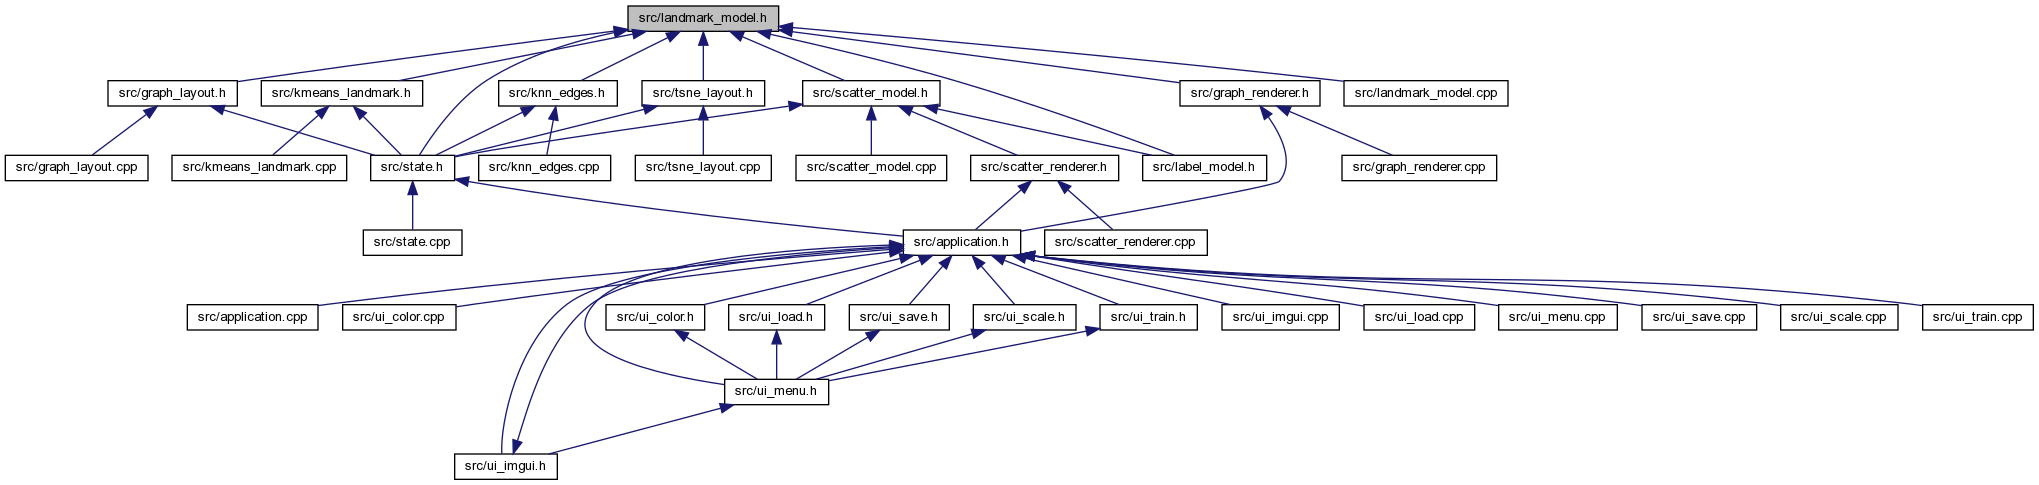 src/landmark_model.h
src/graph_layout.h
src/kmeans_landmark.h
src/knn_edges.h
src/tsne_layout.h
src/scatter_model.h
src/graph_renderer.h
src/landmark_model.cpp
src/graph_layout.cpp
src/kmeans_landmark.cpp
src/state.h
src/knn_edges.cpp
src/tsne_layout.cpp
src/scatter_model.cpp
src/scatter_renderer.h
src/label_model.h
src/graph_renderer.cpp
src/state.cpp
src/application.h
src/scatter_renderer.cpp
src/application.cpp
src/ui_color.cpp
src/ui_color.h
src/ui_load.h
src/ui_save.h
src/ui_scale.h
src/ui_train.h
src/ui_imgui.cpp
src/ui_load.cpp
src/ui_menu.cpp
src/ui_save.cpp
src/ui_scale.cpp
src/ui_train.cpp
src/ui_menu.h
src/ui_imgui.h